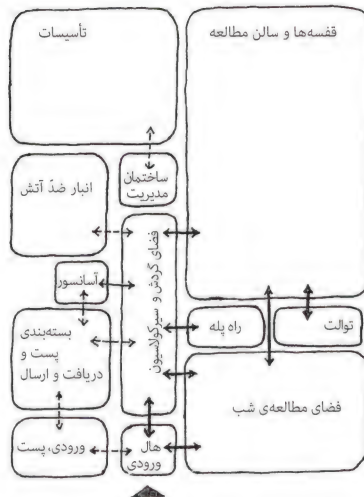 قفسه‌ها و سالن مطالعه
تأسیسات
ساختمان
مدیریت
انبار ضدّ آتش
فضای گردش و سیرکولاسیون
آسانسور
راه پله
توالت
بسته‌بندی
پست و
دریافت و ارسال
فضای مطالعه‌ی شب
هال
ورودی
ورودی، پست